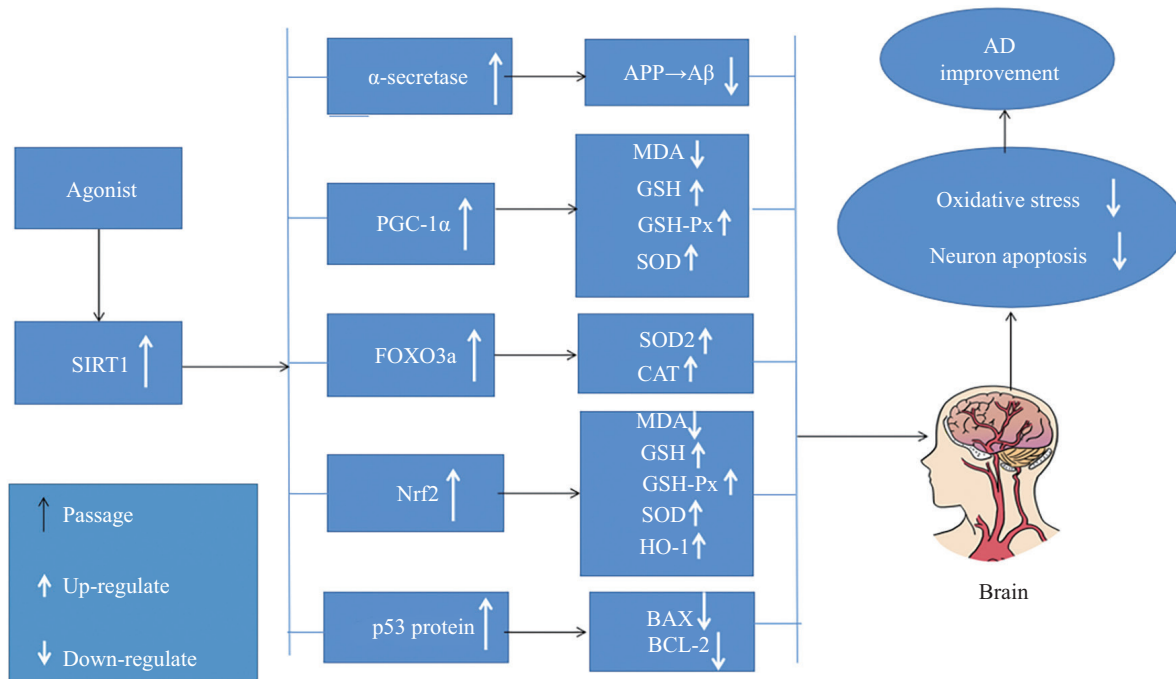 Agonist
SIRT1
α-secretase
PGC-1α
FOXO3a
Nrf2
p53 protein
APP→Aβ
MDA
GSH
GSH-Px
SOD
SOD2
CAT
MDA
GSH
GSH-Px
SOD
HO-1
BAX
BCL-2
AD
improvement
Oxidative stress
Neuron apoptosis
Brain
Passage
Up-regulate
Down-regulate